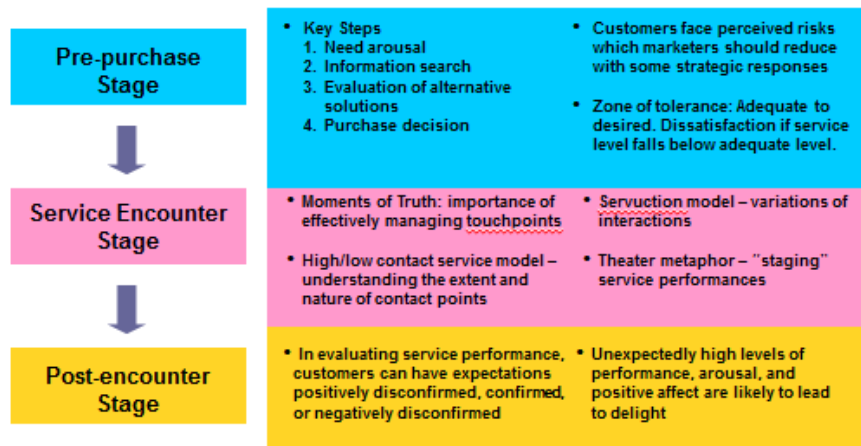 Pre-purchase
Stage
• Key Steps
1. Need arousal
2. Information search
3. Evaluation of alternative
solutions
4. Purchase decision
• Customers face perceived risks
which marketers should reduce
with some strategic responses
• Zone of tolerance: Adequate to
desired. Dissatisfaction if service
level falls below adequate level.
Service Encounter
Stage
• Moments of Truth: importance of
effectively managing touchpoints
• High/low contact service model –
understanding the extent and
nature of contact points
• Servuction model – variations of
interactions
• Theater metaphor – "staging"
service performances
Post-encounter
Stage
• In evaluating service performance,
customers can have expectations
positively disconfirmed, confirmed,
or negatively disconfirmed
• Unexpectedly high levels of
performance, arousal, and
positive affect are likely to lead
to delight